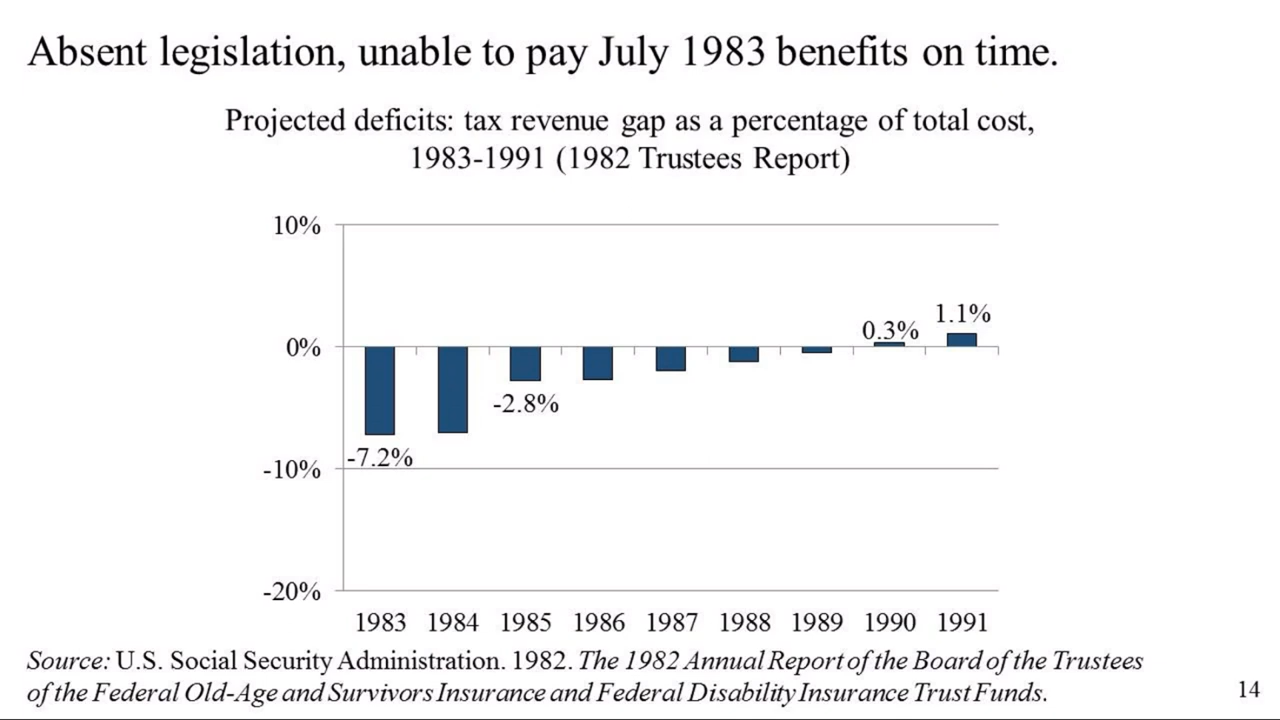 Absent legislation, unable to pay July 1983 benefits on time.
Projected deficits: tax revenue gap as a percentage of total cost,
1983-1991 (1982 Trustees Report)
10%
0%
-10%
-20%
-7.2%
-2.8%
0.3%
1.1%
1983 1984 1985 1986 1987 1988 1989 1990 1991
Source: U.S. Social Security Administration. 1982. The 1982 Annual Report of the Board of the Trustees
of the Federal Old-Age and Survivors Insurance and Federal Disability Insurance Trust Funds.
14